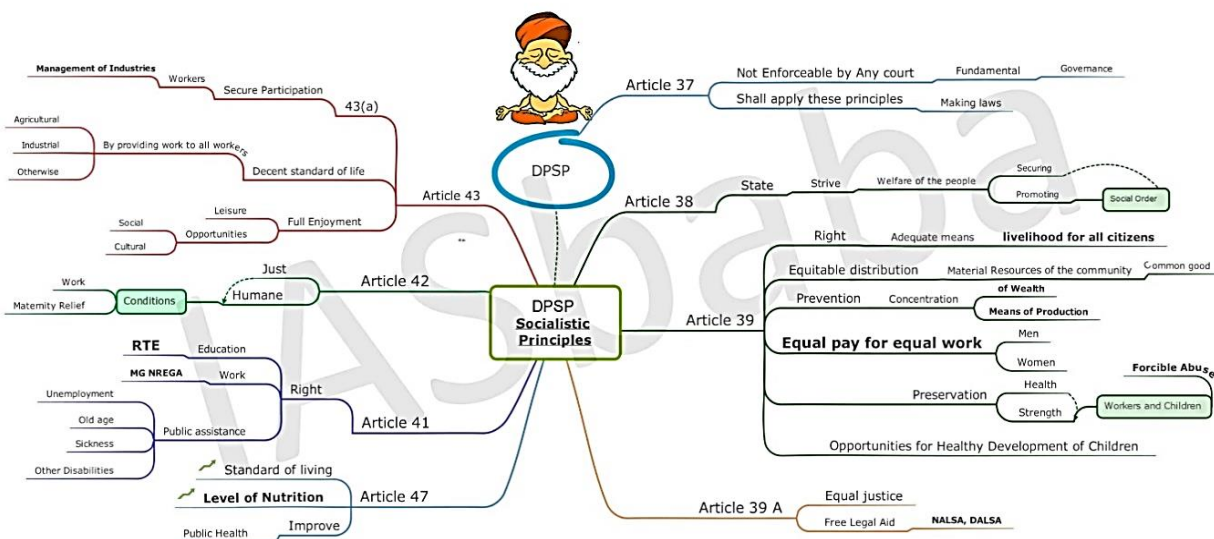 DPSP
Article 37
Not Enforceable by Any court
Fundamental
Governance
Shall apply these principles
Making laws
DPSP
Socialistic
Principles
Article 38
State
Strive
Welfare of the people
Securing
Promoting
Social Order
Article 39
Right
Adequate means
livelihood for all citizens
Equitable distribution
Material Resources of the community
Common good
Prevention
Concentration
of Wealth
Means of Production
Equal pay for equal work
Men
Women
Preservation
Health
Strength
Workers and Children
Forcible Abuse
Opportunities for Healthy Development of Children
Article 39 A
Equal justice
Free Legal Aid
NALSA, DALSA
Article 43
43(a)
Secure Participation
Workers
Management of Industries
Decent standard of life
By providing work to all workers
Agricultural
Industrial
Otherwise
Full Enjoyment
Leisure
Opportunities
Social
Cultural
**
Article 42
Just
Humane
Conditions
Work
Maternity Relief
Article 41
Right
Education
RTE
Work
MG NREGA
Public assistance
Unemployment
Old age
Sickness
Other Disabilities
Article 47
Standard of living
Level of Nutrition
Improve
Public Health
IASbaba